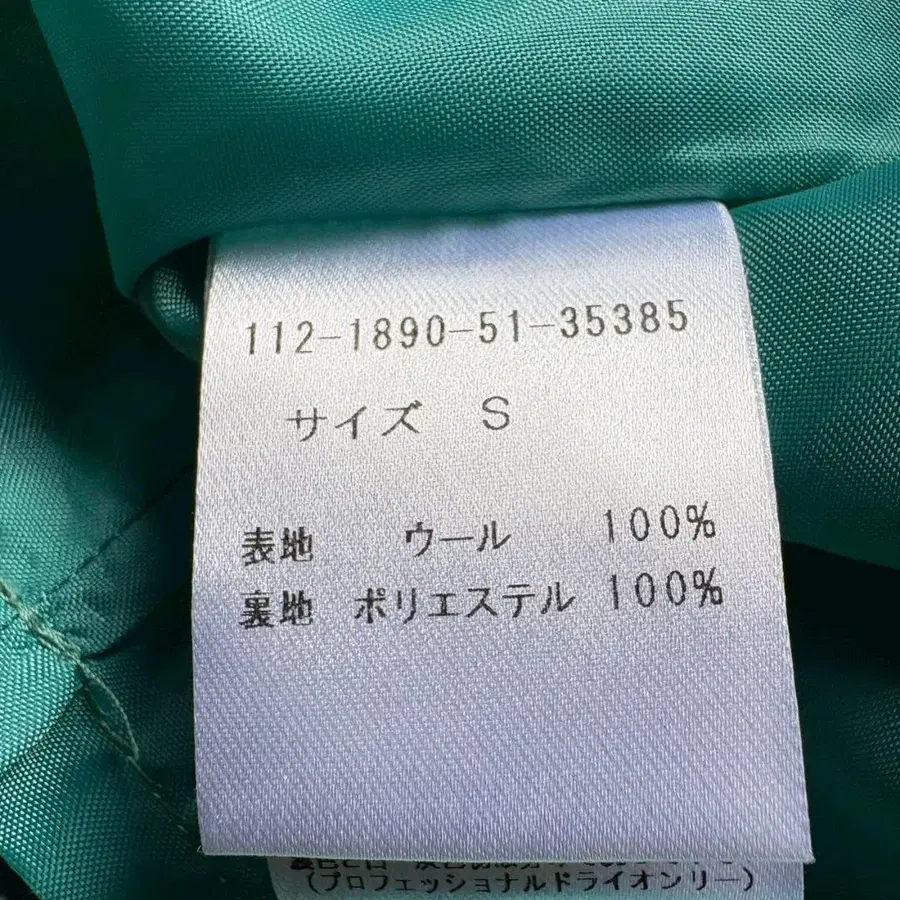 112-1890-51-35385
サイズ S
表地 ウール 100%
裏地 ポリエステル 100%
(プロフェッショナルドライオンリー)